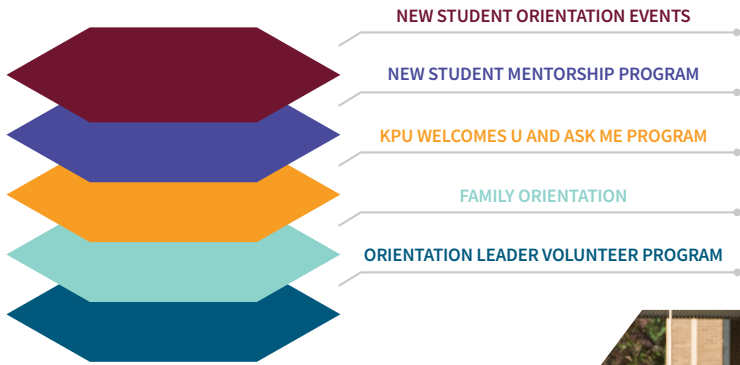 NEW STUDENT ORIENTATION EVENTS
NEW STUDENT MENTORSHIP PROGRAM
KPU WELCOMES U AND ASK ME PROGRAM
FAMILY ORIENTATION
ORIENTATION LEADER VOLUNTEER PROGRAM